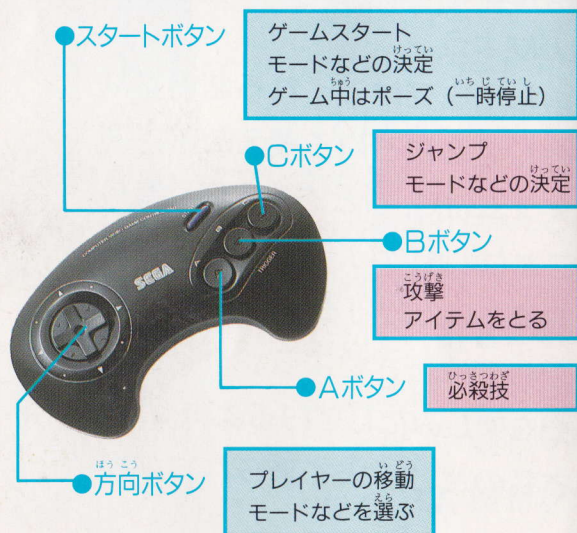 ●スタートボタン
ゲームスタート
モードなどの決定
ゲーム中はポーズ（一時停止）
●Cボタン
ジャンプ
モードなどの決定
●Bボタン
攻撃
アイテムをとる
●Aボタン
必殺技
●方向ボタン
プレイヤーの移動
モードなどを選ぶ
SEGA
TRIGGER
A
B